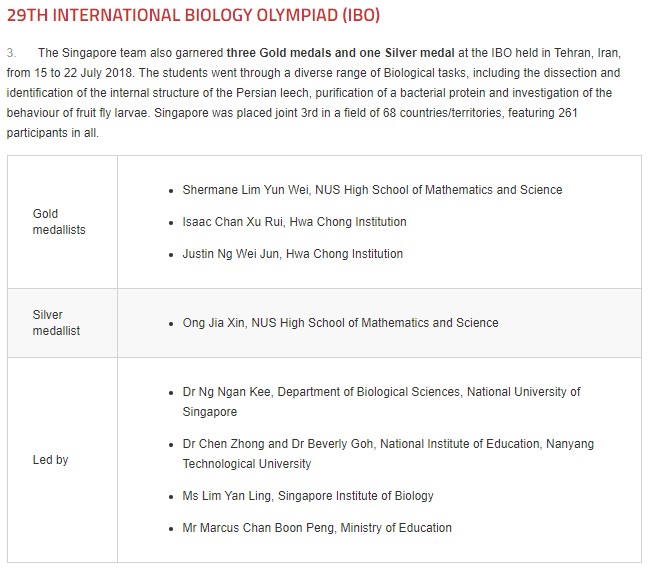 29TH INTERNATIONAL BIOLOGY OLYMPIAD (IBO)
3. The Singapore team also garnered three Gold medals and one Silver medal at the IBO held in Tehran, Iran,
from 15 to 22 July 2018. The students went through a diverse range of Biological tasks, including the dissection and
identification of the internal structure of the Persian leech, purification of a bacterial protein and investigation of the
behaviour of fruit fly larvae. Singapore was placed joint 3rd in a field of 68 countries/territories, featuring 261
participants in all.
Gold
medallists
• Shermane Lim Yun Wei, NUS High School of Mathematics and Science
• Isaac Chan Xu Rui, Hwa Chong Institution
• Justin Ng Wei Jun, Hwa Chong Institution
Silver
medallist
• Ong Jia Xin, NUS High School of Mathematics and Science
Led by
• Dr Ng Ngan Kee, Department of Biological Sciences, National University of
Singapore
• Dr Chen Zhong and Dr Beverly Goh, National Institute of Education, Nanyang
Technological University
• Ms Lim Yan Ling, Singapore Institute of Biology
• Mr Marcus Chan Boon Peng, Ministry of Education